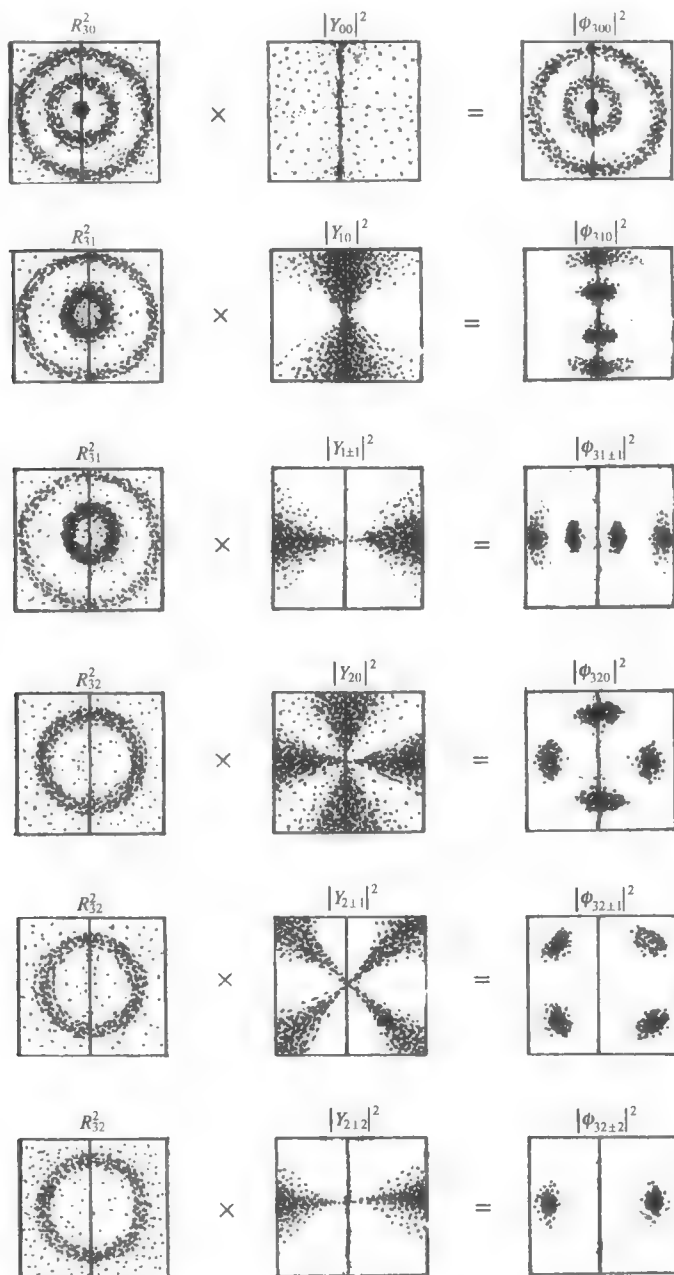 R²₃₀ |Y₀₀|² |ϕ₃₀₀|²
× =
R²₃₁ |Y₁₀|² |ϕ₃₁₀|²
× =
R²₃₁ |Y₁±₁|² |ϕ₃₁±₁|²
× =
R²₃₂ |Y₂₀|² |ϕ₃₂₀|²
× =
R²₃₂ |Y₂±₁|² |ϕ₃₂±₁|²
× =
R²₃₂ |Y₂±₂|² |ϕ₃₂±₂|²
× =